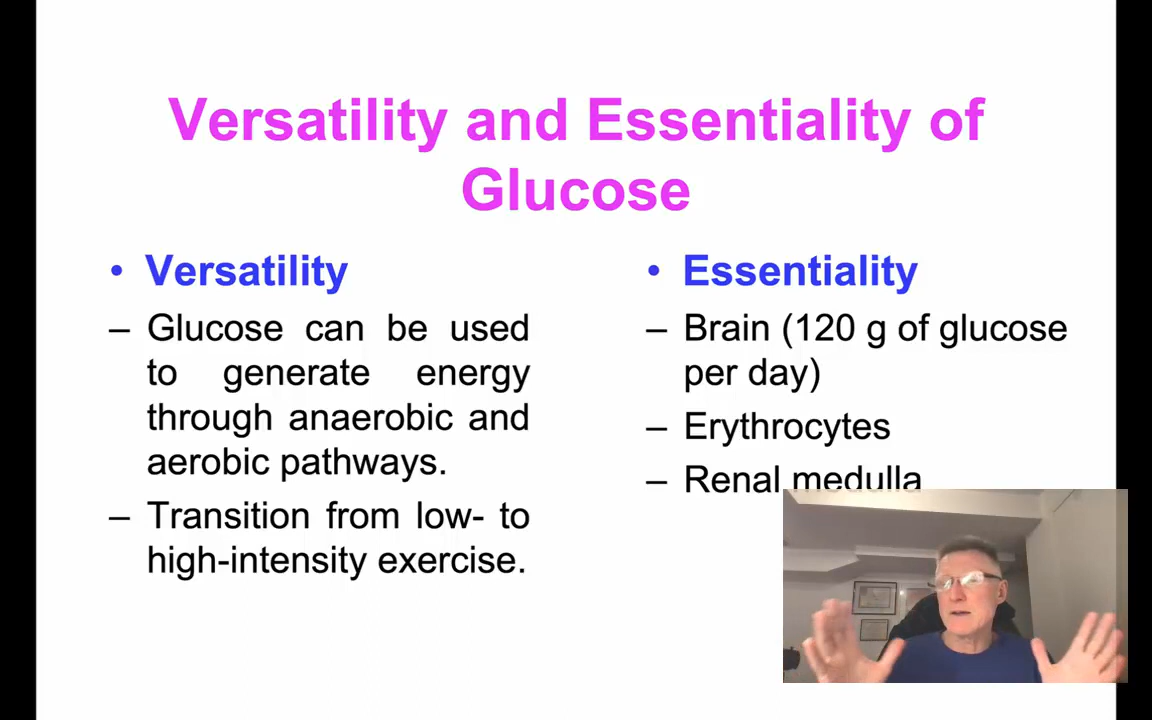 Versatility and Essentiality of
Glucose
• Versatility
– Glucose can be used
to generate energy
through anaerobic and
aerobic pathways.
– Transition from low- to
high-intensity exercise.
• Essentiality
– Brain (120 g of glucose
per day)
– Erythrocytes
– Renal medulla